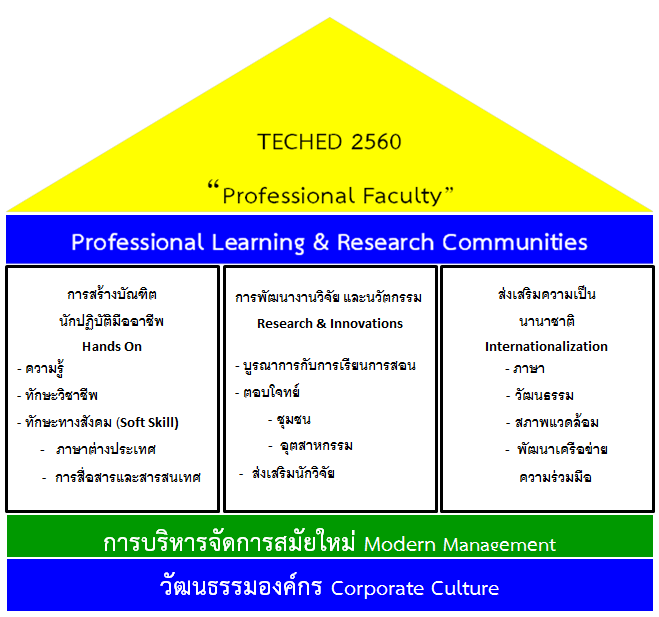 TECHED 2560
“Professional Faculty”
Professional Learning & Research Communities
การสร้างบัณฑิต
นักปฏิบัติมืออาชีพ
Hands On
- ความรู้
- ทักษะวิชาชีพ
- ทักษะทางสังคม (Soft Skill)
- ภาษาต่างประเทศ
- การสื่อสารและสารสนเทศ
การพัฒนางานวิจัย และนวัตกรรม
Research & Innovations
- บูรณาการกับการเรียนการสอน
- ตอบโจทย์
- ชุมชน
- อุตสาหกรรม
- ส่งเสริมนักวิจัย
ส่งเสริมความเป็น
นานาชาติ
Internationalization
- ภาษา
- วัฒนธรรม
- สภาพแวดล้อม
- พัฒนาเครือข่าย
ความร่วมมือ
การบริหารจัดการสมัยใหม่ Modern Management
วัฒนธรรมองค์กร Corporate Culture